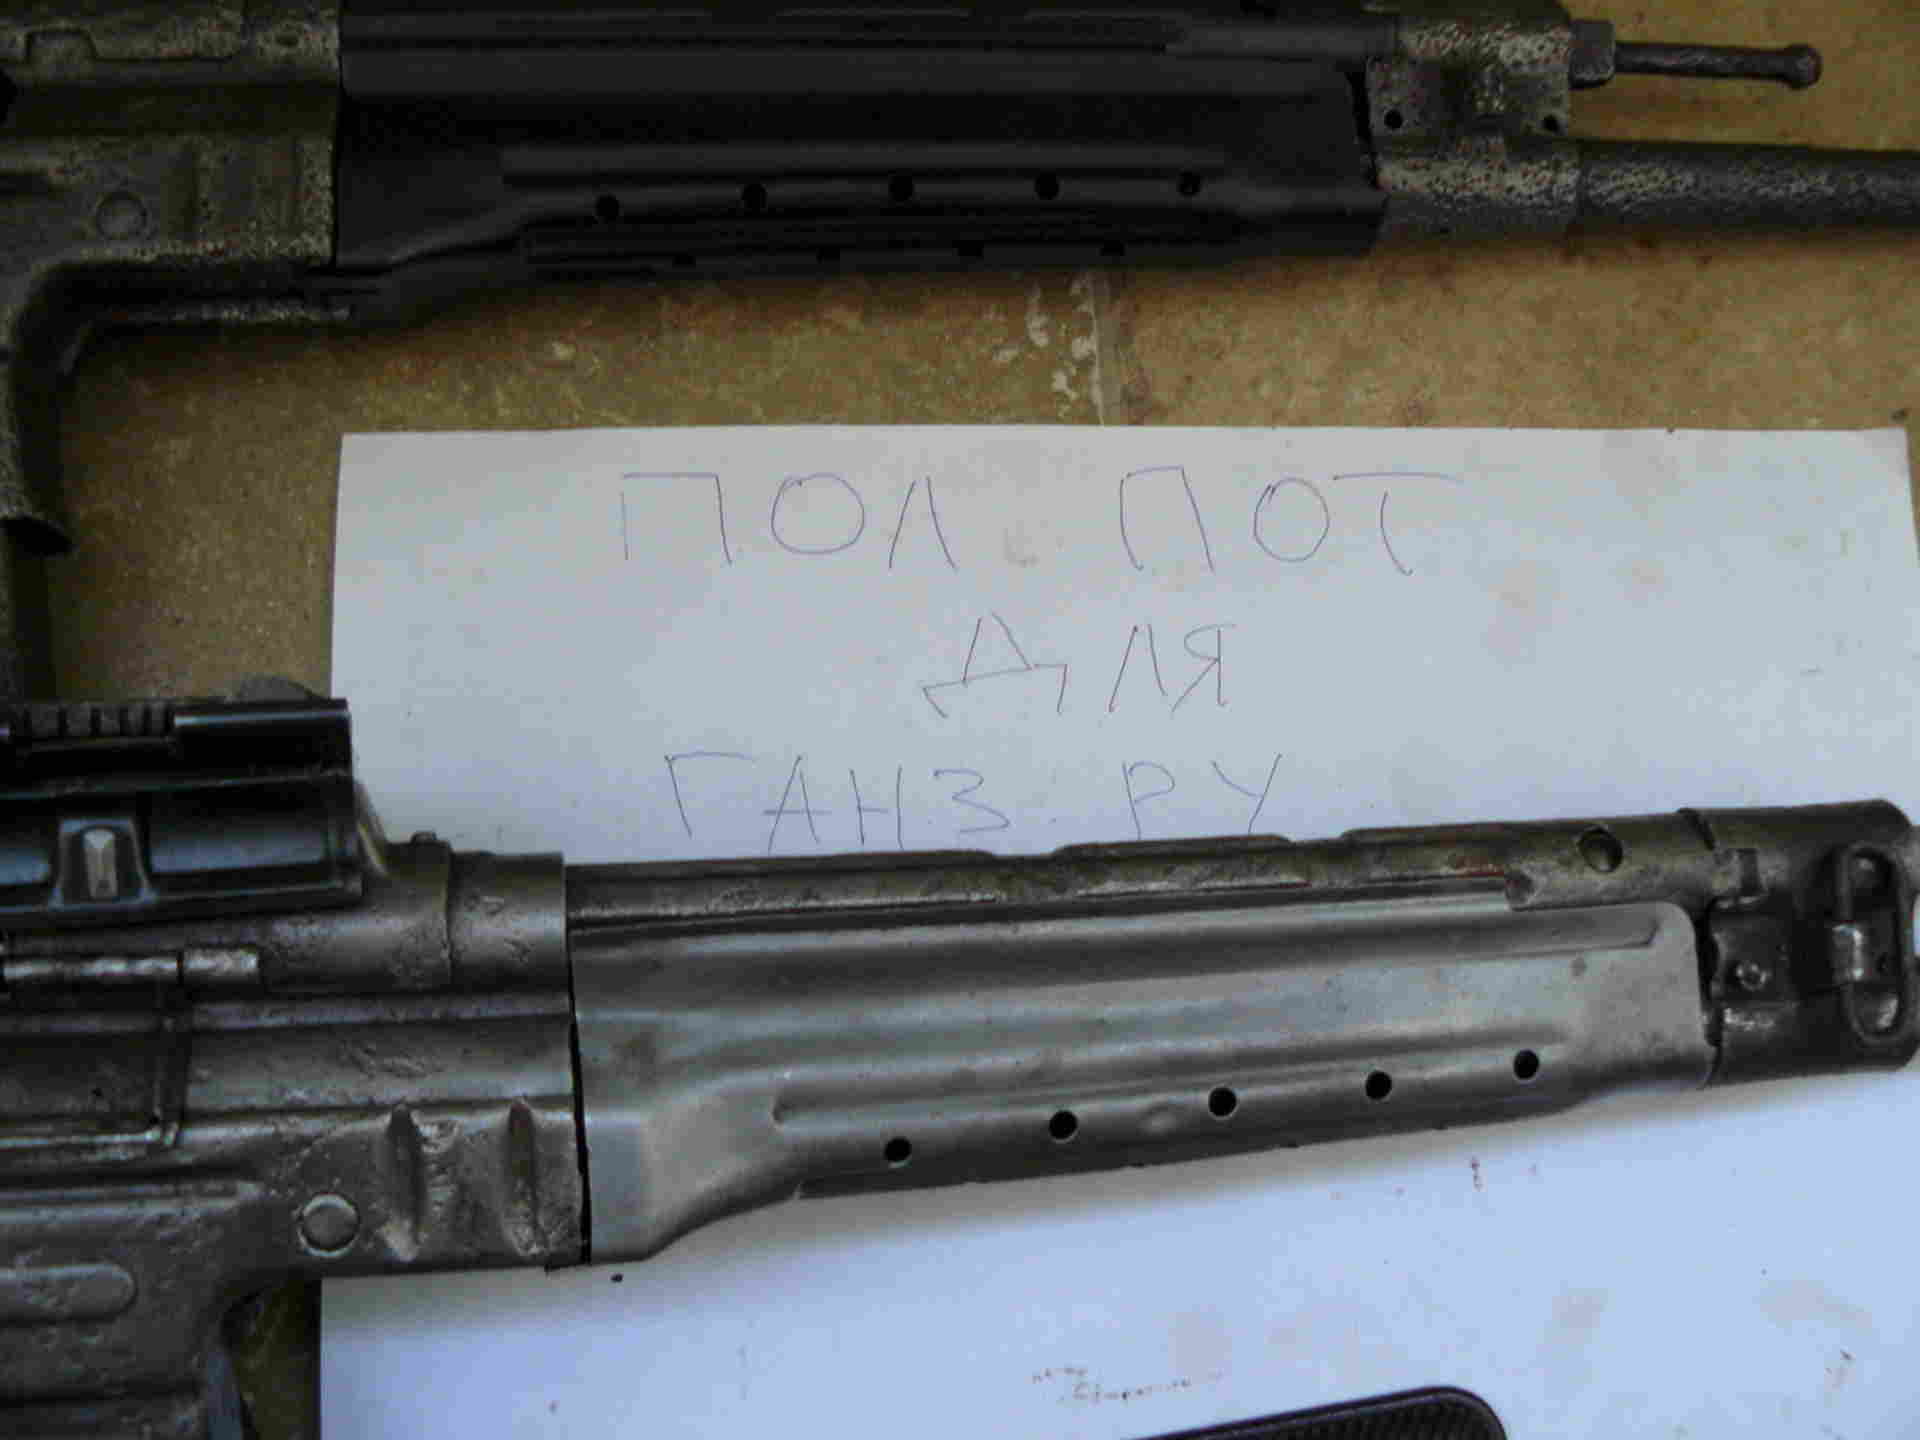 ПОЛ ПОТ
ДЛЯ
ГАНЗ. РУ